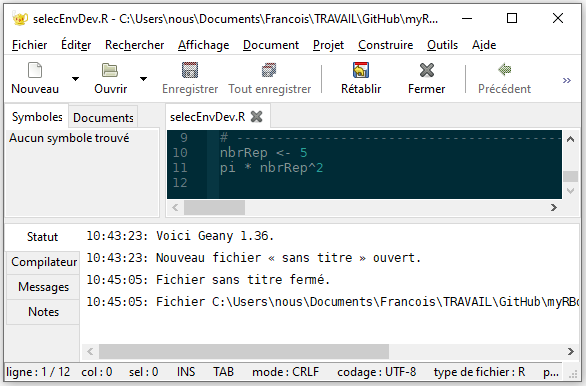 selecEnvDev.R - C:\Users\nous\Documents\Francois\TRAVAIL\GitHub\myR
Fichier Éditer Rechercher Affichage Document Projet Construire Outils Aide
Nouveau Ouvrir Enregistrer Tout enregistrer Rétablir Fermer Précédent »
Symboles Documents
selecEnvDev.R
Aucun symbole trouvé
9 # ----------------------------------------
10 nbrRep <- 5
11 pi * nbrRep^2
12
Statut
Compilateur
Messages
Notes
10:43:23: Voici Geany 1.36.
10:43:23: Nouveau fichier « sans titre » ouvert.
10:45:05: Fichier sans titre fermé.
10:45:05: Fichier C:\Users\nous\Documents\Francois\TRAVAIL\GitHub\myRBo
ligne : 1 / 12 col : 0 sel : 0 INS TAB mode : CRLF codage : UTF-8 type de fichier : R p...